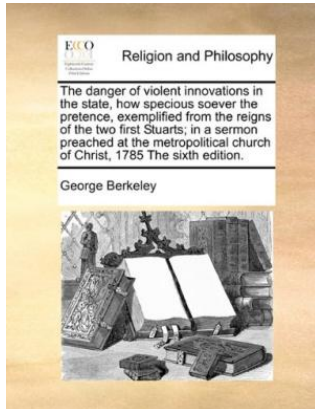 ECCO
Religion and Philosophy
The danger of violent innovations in
the state, how specious soever the
pretence, exemplified from the reigns
of the two first Stuarts; in a sermon
preached at the metropolitical church
of Christ, 1785 The sixth edition.
George Berkeley